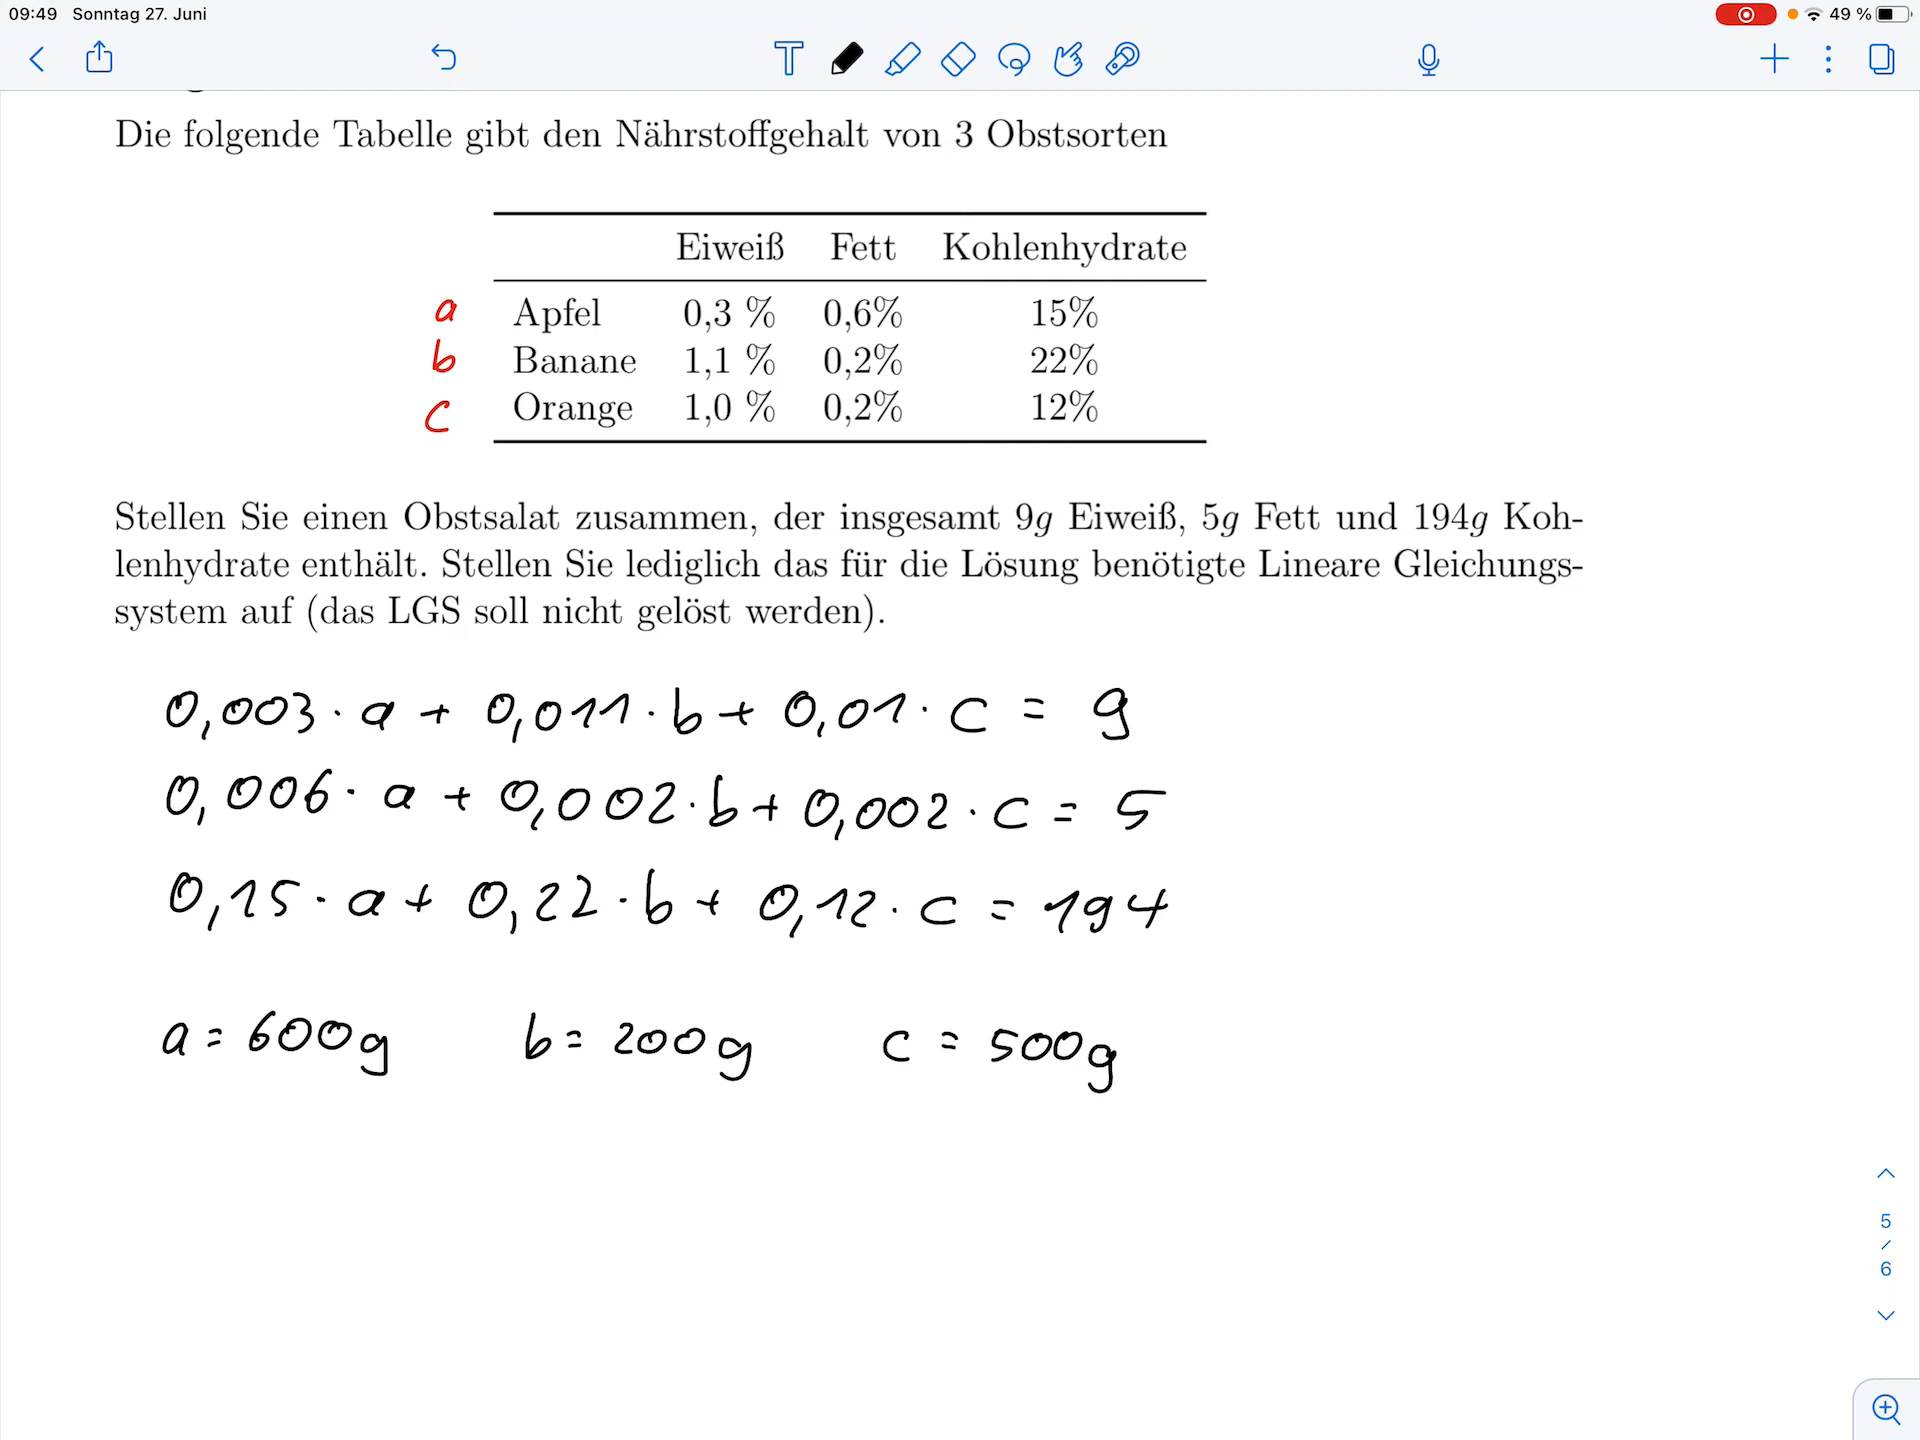 09:49 Sonntag 27. Juni 49 %
Die folgende Tabelle gibt den Nährstoffgehalt von 3 Obstsorten
Eiweiß Fett Kohlenhydrate
a Apfel 0,3 % 0,6% 15%
b Banane 1,1 % 0,2% 22%
c Orange 1,0 % 0,2% 12%
Stellen Sie einen Obstsalat zusammen, der insgesamt 9g Eiweiß, 5g Fett und 194g Koh-
lenhydrate enthält. Stellen Sie lediglich das für die Lösung benötigte Lineare Gleichungs-
system auf (das LGS soll nicht gelöst werden).
0,003 · a + 0,011 · b + 0,01 · c = 9
0,006 · a + 0,002 · b + 0,002 · c = 5
0,15 · a + 0,22 · b + 0,12 · c = 194
a = 600g b = 200g c = 500g
5
/
6